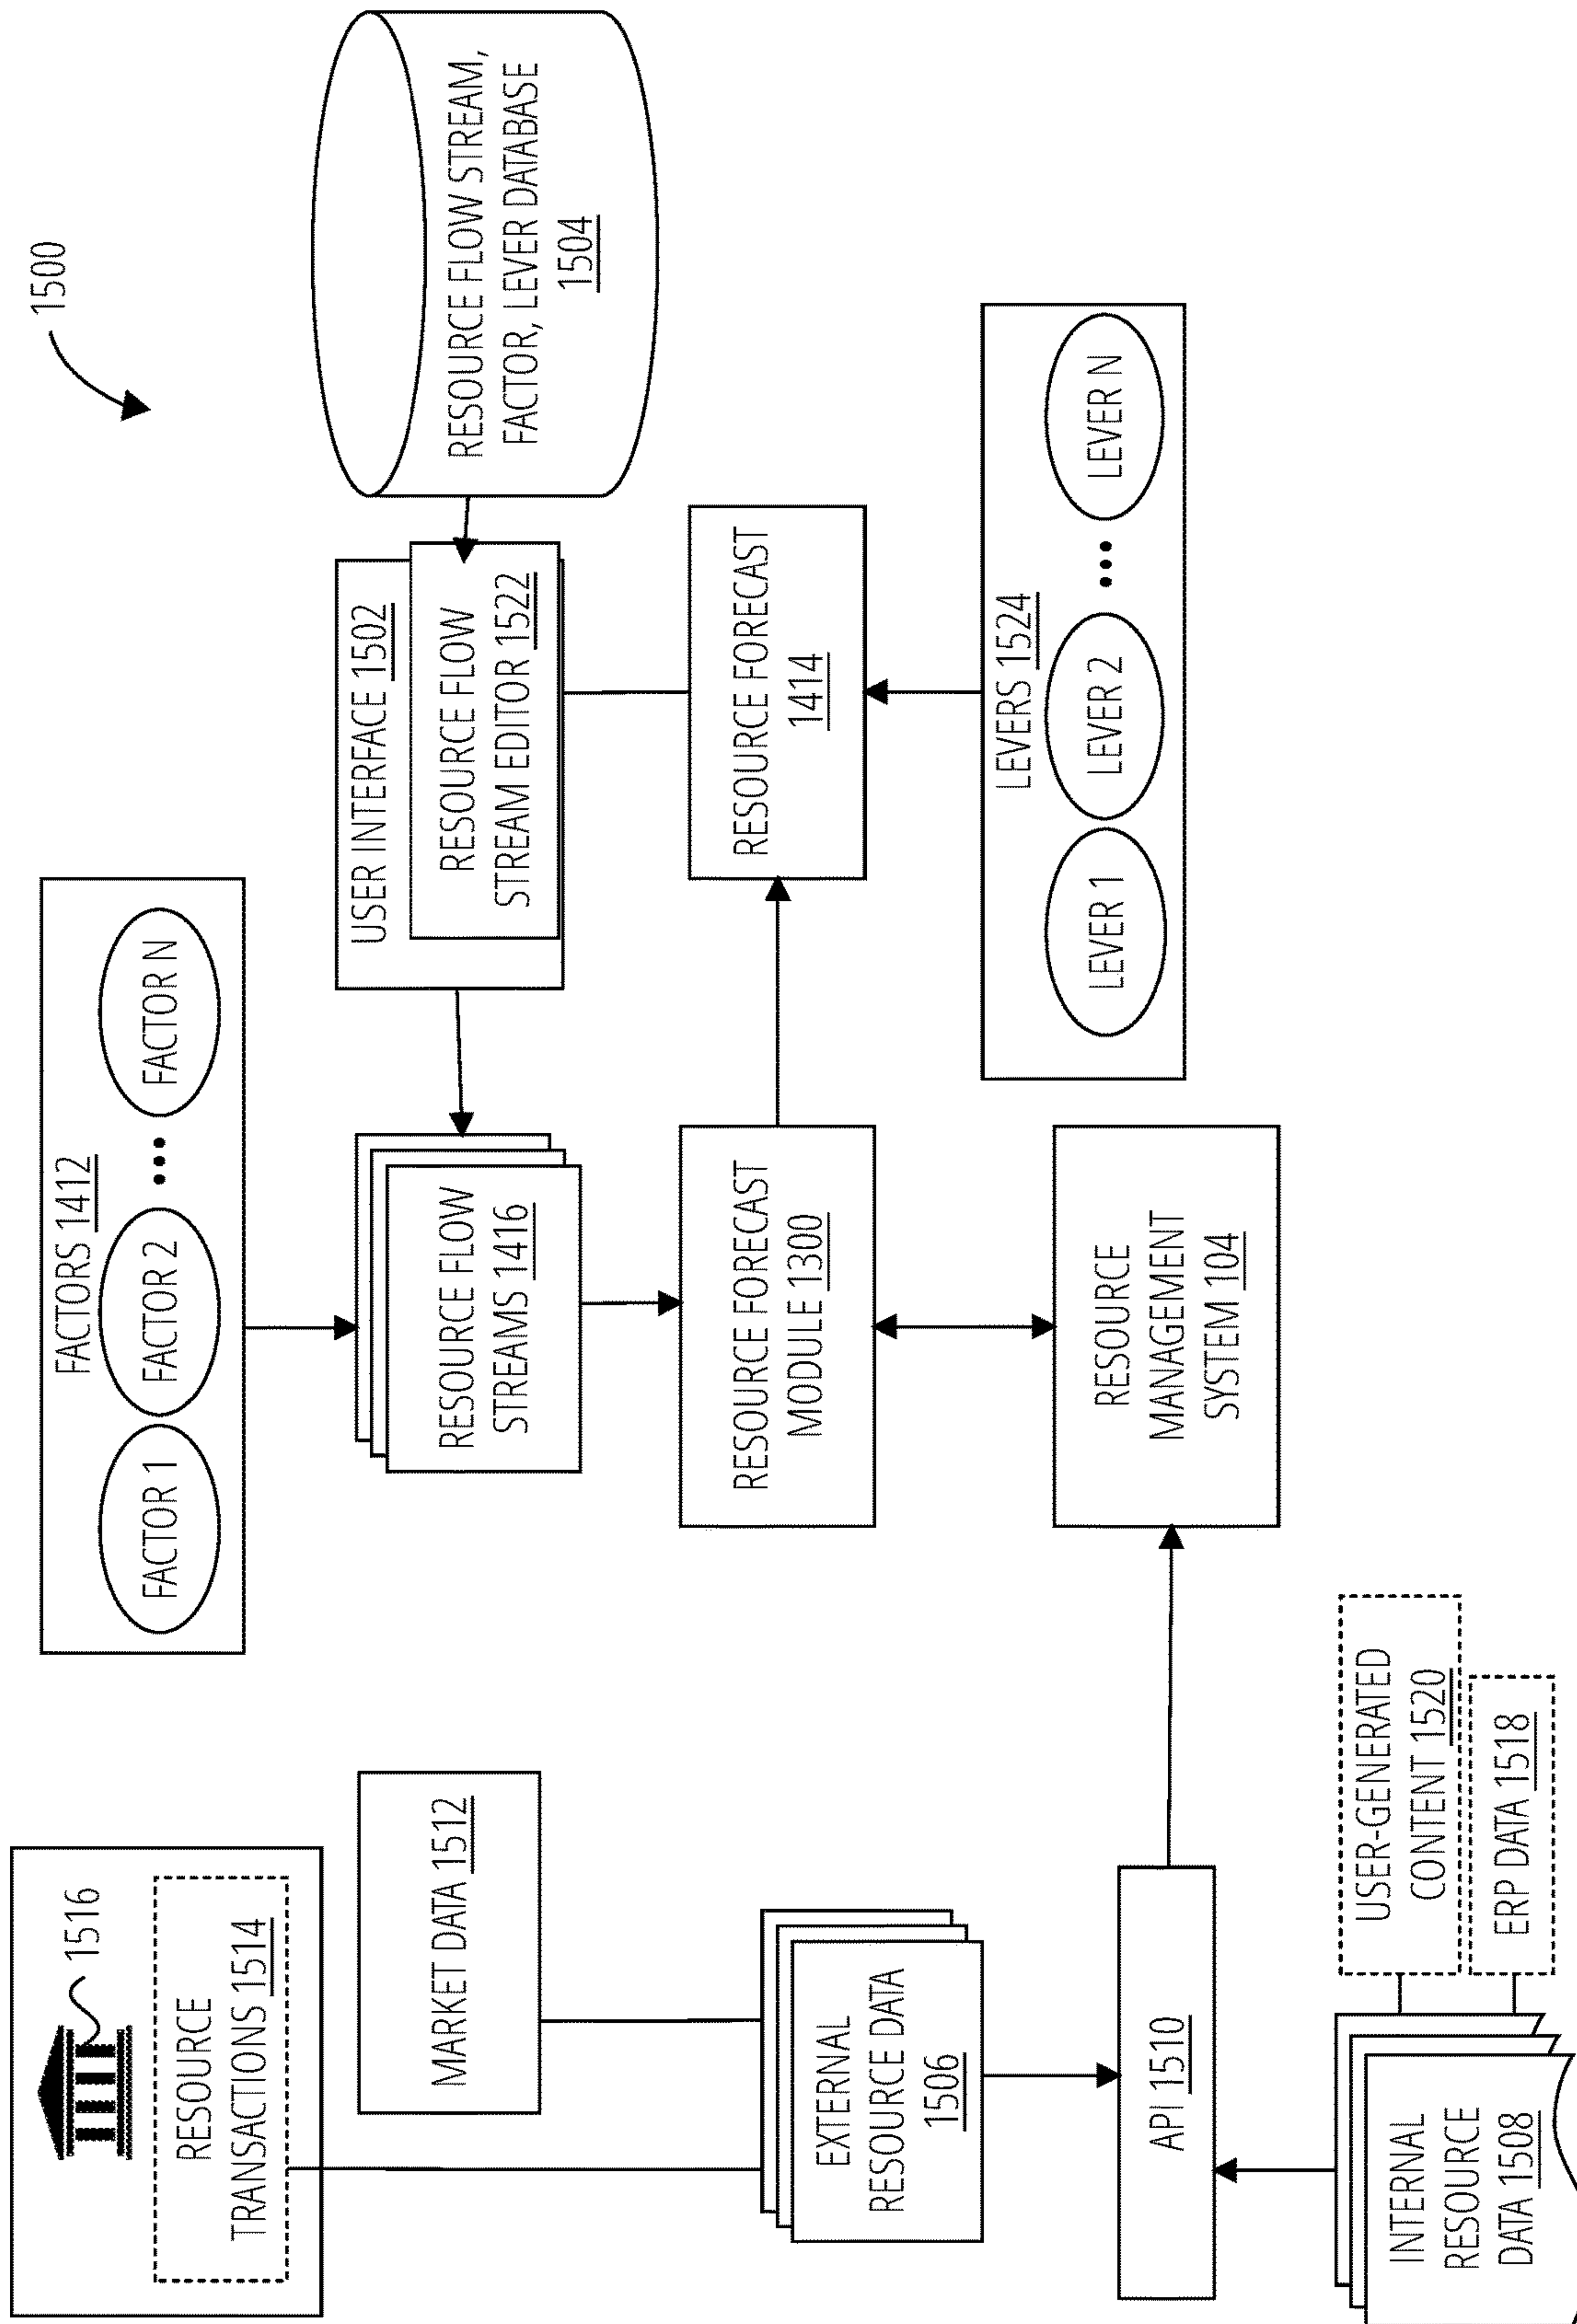 1500
1516
RESOURCE
TRANSACTIONS 1514
MARKET DATA 1512
EXTERNAL
RESOURCE DATA
1506
API 1510
INTERNAL
RESOURCE
DATA 1508
USER-GENERATED
CONTENT 1520
ERP DATA 1518
FACTORS 1412
FACTOR 1
FACTOR 2
•••
FACTOR N
RESOURCE FLOW
STREAMS 1416
RESOURCE FORECAST
MODULE 1300
RESOURCE
MANAGEMENT
SYSTEM 104
USER INTERFACE 1502
RESOURCE FLOW
STREAM EDITOR 1522
RESOURCE FORECAST
1414
LEVERS 1524
LEVER 1
LEVER 2
•••
LEVER N
RESOURCE FLOW STREAM,
FACTOR, LEVER DATABASE
1504